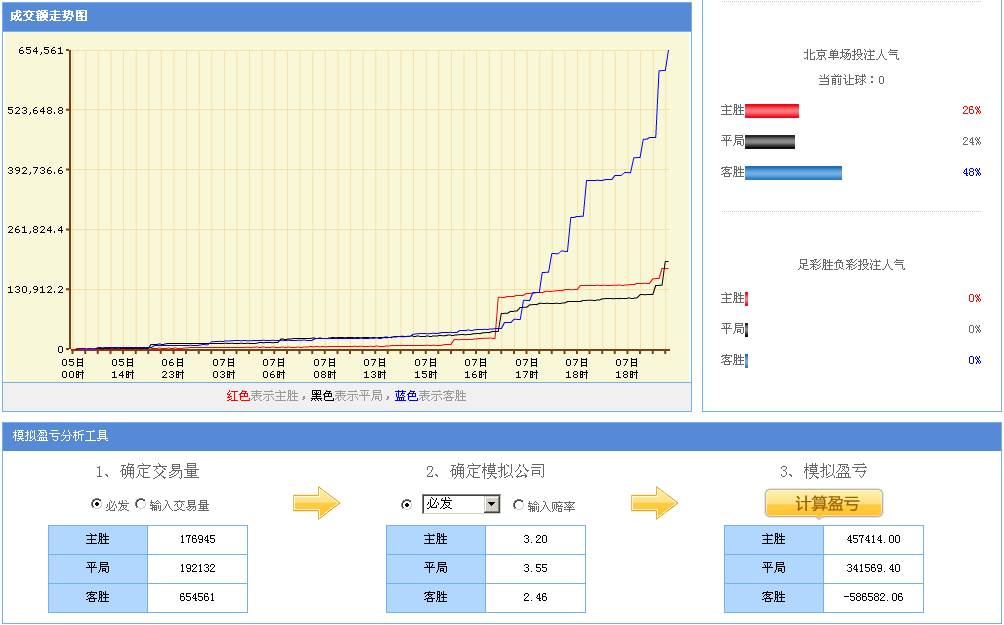 成交额走势图
654,561
523,648.8
392,736.6
261,824.4
130,912.2
0
05日 05日 06日 07日 07日 07日 07日 07日 07日 07日 07日 07日
00时 14时 23时 03时 06时 08时 13时 15时 16时 17时 18时 18时
红色表示主胜，黑色表示平局，蓝色表示客胜
北京单场投注人气
当前让球：0
主胜 26%
平局 24%
客胜 48%
足彩胜负彩投注人气
主胜 0%
平局 0%
客胜 0%
模拟盈亏分析工具
1、确定交易量
必发 输入交易量
主胜 176945
平局 192132
客胜 654561
2、确定模拟公司
必发 输入赔率
主胜 3.20
平局 3.55
客胜 2.46
3、模拟盈亏
计算盈亏
主胜 457414.00
平局 341569.40
客胜 -586582.06